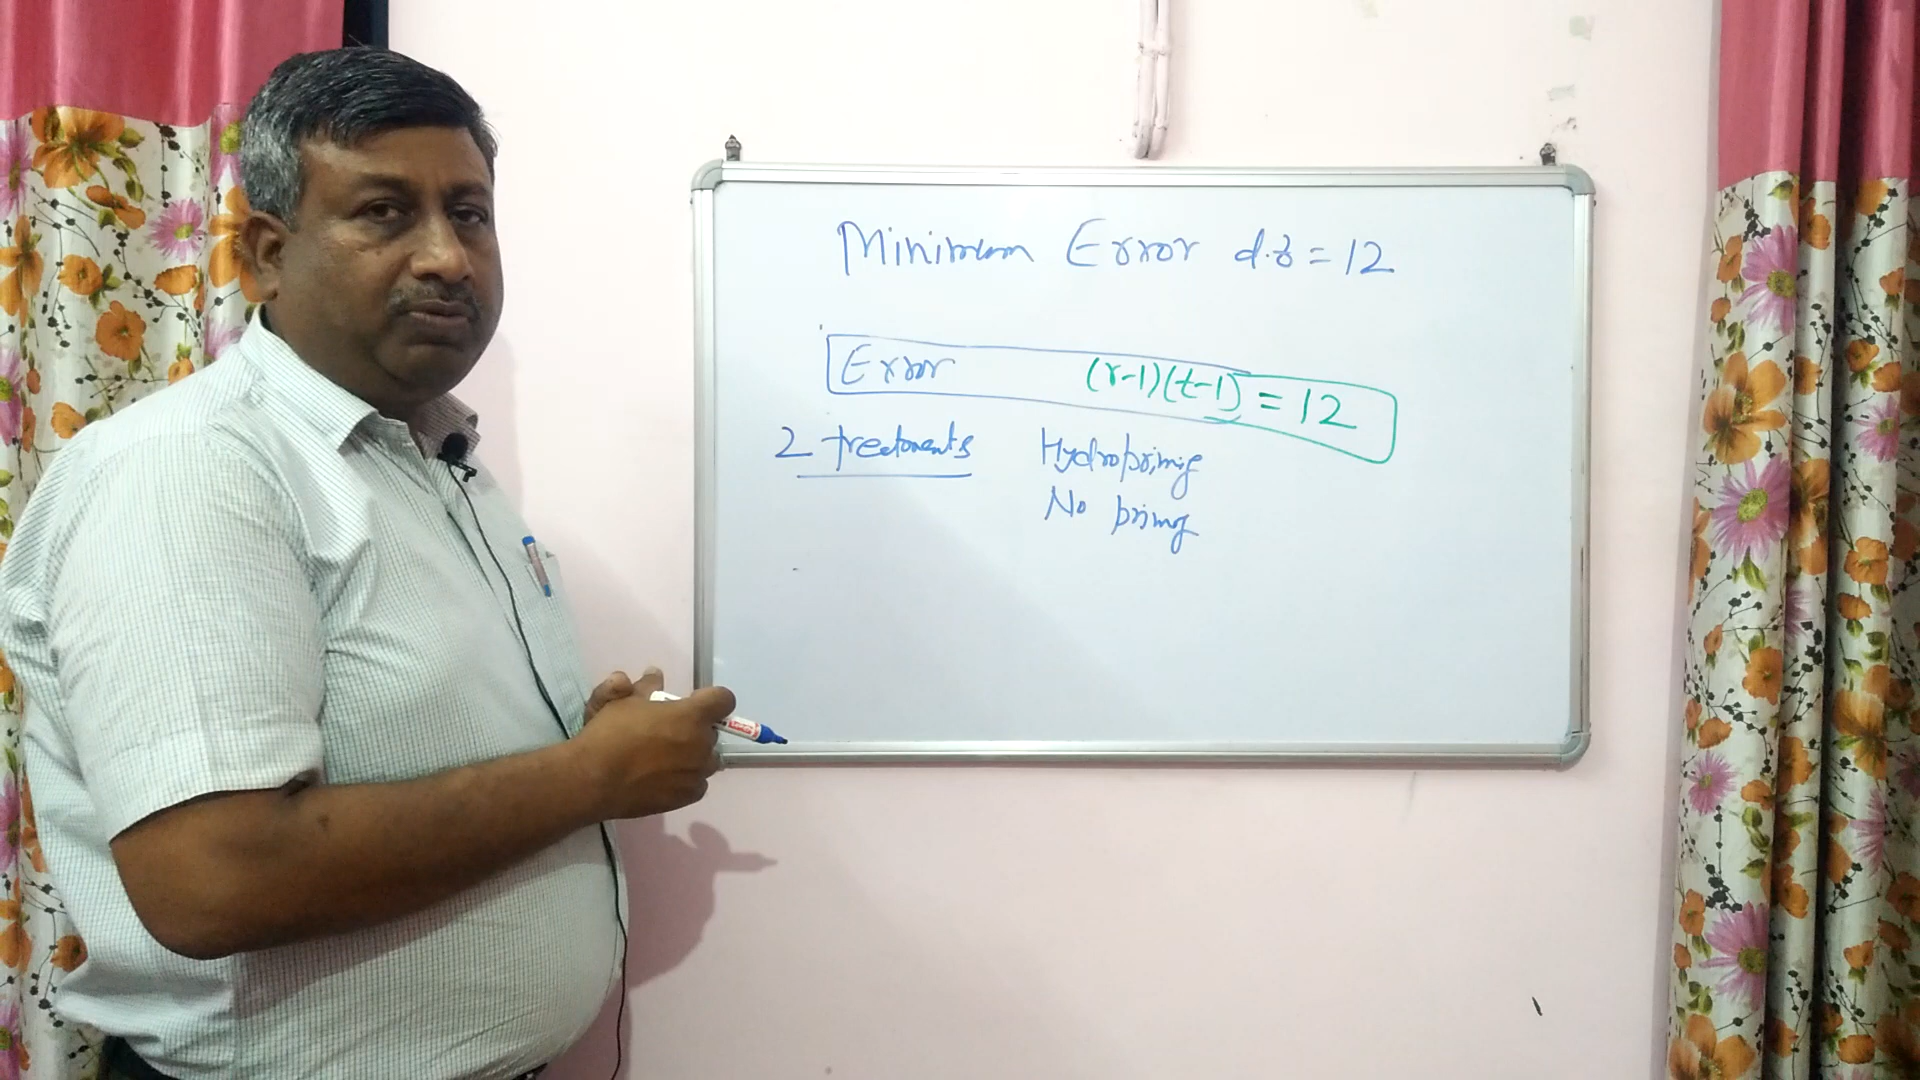 Minimum Error d.f = 12
Error (r-1)(t-1) = 12
2 treatments Hydropriming
No priming